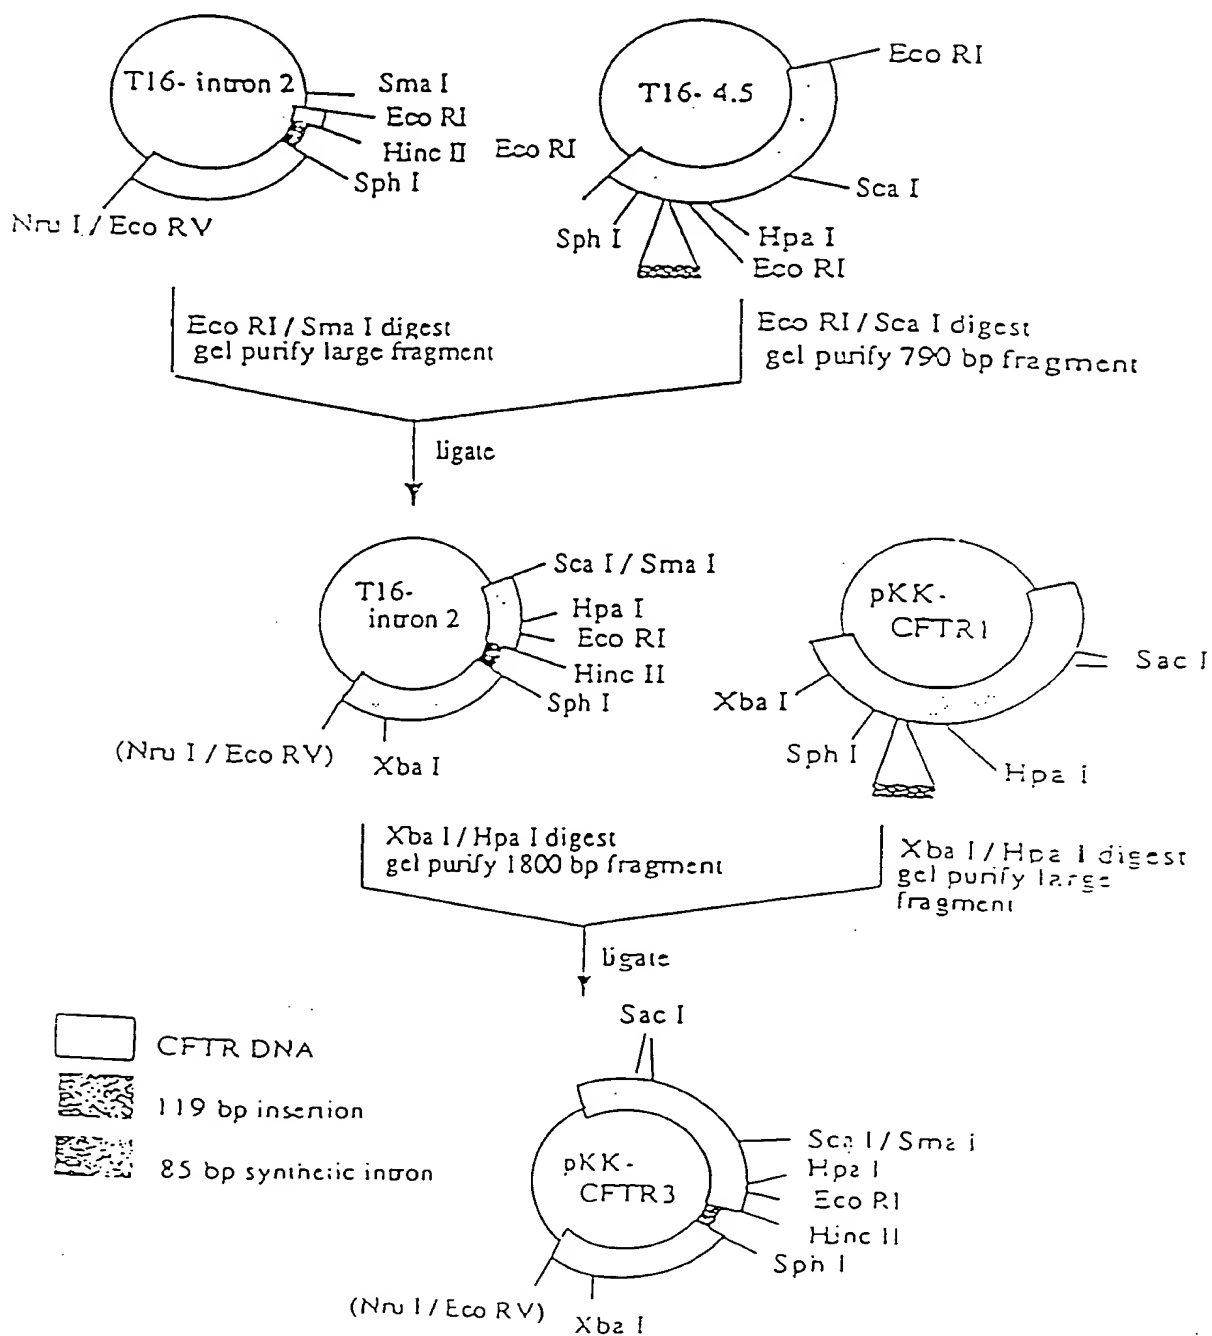 T16- intron 2
Sma I
Eco RI
Hinc II
Sph I
Nru I / Eco RV
T16- 4.5
Eco RI
Eco RI
Sca I
Sph I
Hpa I
Eco RI
Eco RI / Sma I digest
gel purify large fragment
Eco RI / Sca I digest
gel purify 790 bp fragment
ligate
T16-
intron 2
Sca I / Sma I
Hpa I
Eco RI
Hinc II
Sph I
(Nru I / Eco RV)
Xba I
pKK-
CFTR1
Sac I
Xba I
Sph I
Hpa I
Xba I / Hpa I digest
gel purify 1800 bp fragment
Xba I / Hpa I digest
gel purify large
fragment
ligate
Sac I
CFTR DNA
119 bp insertion
85 bp synthetic intron
pKK-
CFTR3
Sca I / Sma I
Hpa I
Eco RI
Hinc II
Sph I
(Nru I / Eco RV)
Xba I